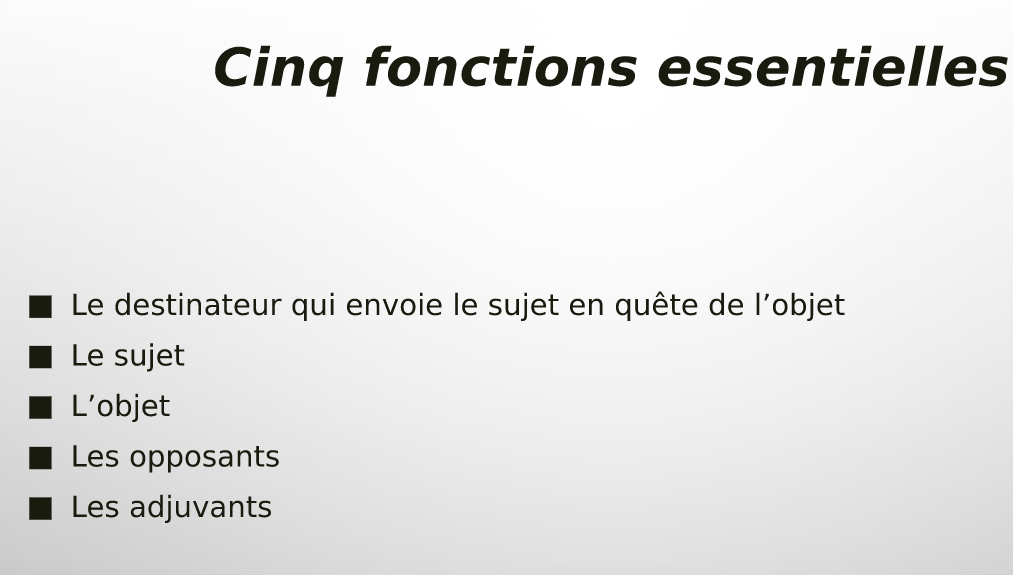 Cinq fonctions essentielles
■ Le destinateur qui envoie le sujet en quête de l’objet
■ Le sujet
■ L’objet
■ Les opposants
■ Les adjuvants